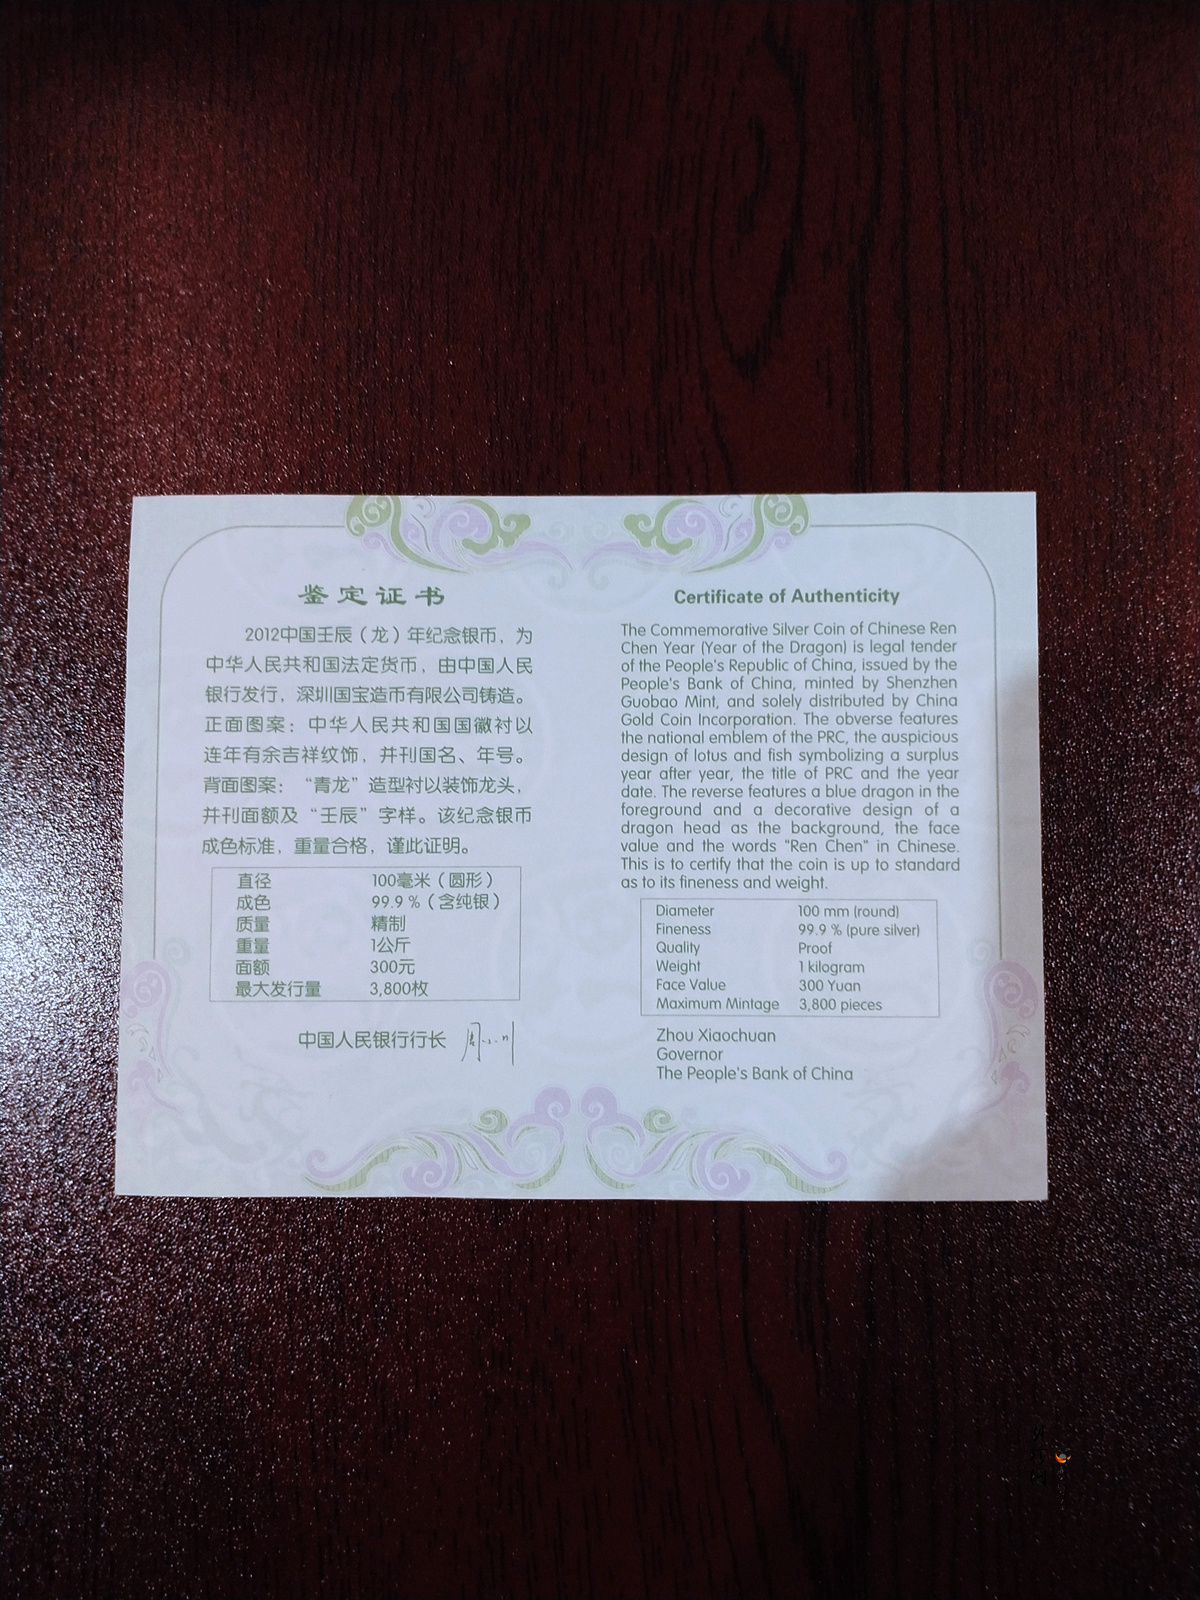 鉴定证书
2012中国壬辰（龙）年纪念银币，为
中华人民共和国法定货币，由中国人民
银行发行，深圳国宝造币有限公司铸造。
正面图案：中华人民共和国国徽衬以
连年有余吉祥纹饰，并刊国名、年号。
背面图案：“青龙”造型衬以装饰龙头，
并刊面额及“壬辰”字样。该纪念银币
成色标准，重量合格，谨此证明。
直径 100毫米（圆形）
成色 99.9 %（含纯银）
质量 精制
重量 1公斤
面额 300元
最大发行量 3,800枚
中国人民银行行长
Certificate of Authenticity
The Commemorative Silver Coin of Chinese Ren
Chen Year (Year of the Dragon) is legal tender
of the People's Republic of China, issued by the
People's Bank of China, minted by Shenzhen
Guobao Mint, and solely distributed by China
Gold Coin Incorporation. The obverse features
the national emblem of the PRC, the auspicious
design of lotus and fish symbolizing a surplus
year after year, the title of PRC and the year
date. The reverse features a blue dragon in the
foreground and a decorative design of a
dragon head as the background, the face
value and the words "Ren Chen" in Chinese.
This is to certify that the coin is up to standard
as to its fineness and weight.
Diameter 100 mm (round)
Fineness 99.9 % (pure silver)
Quality Proof
Weight 1 kilogram
Face Value 300 Yuan
Maximum Mintage 3,800 pieces
Zhou Xiaochuan
Governor
The People's Bank of China